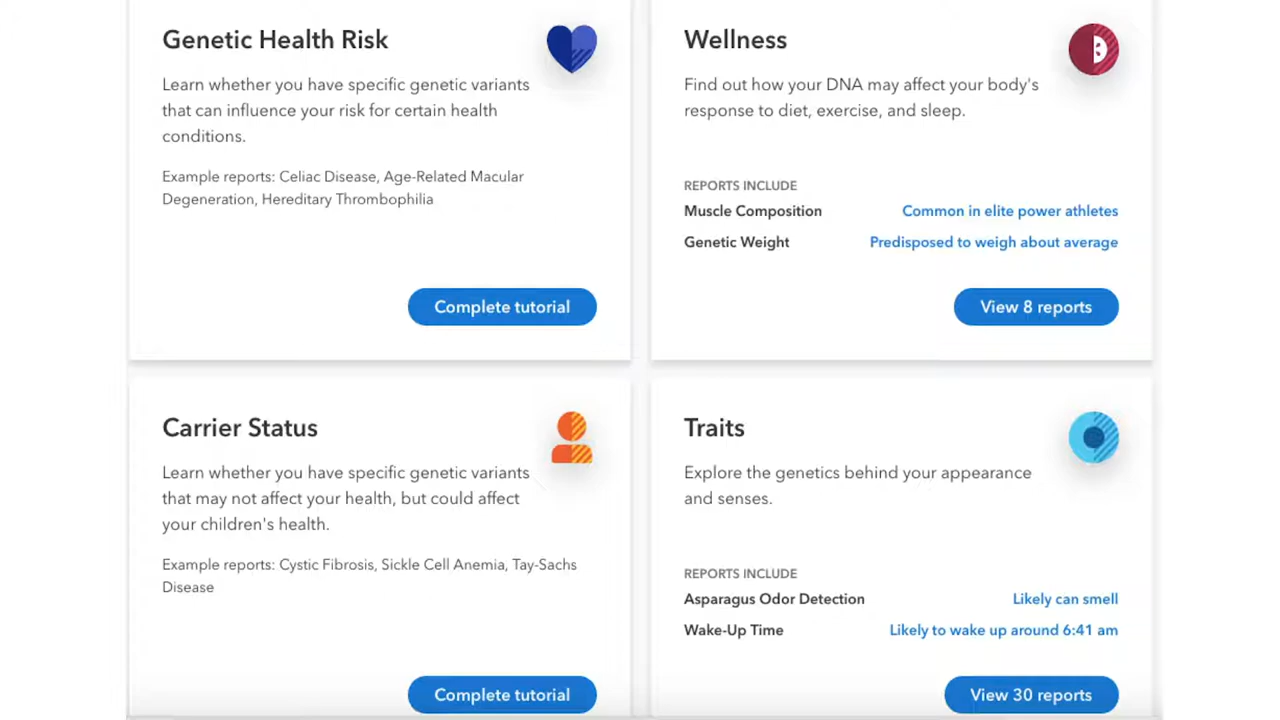 Genetic Health Risk
Learn whether you have specific genetic variants
that can influence your risk for certain health
conditions.
Example reports: Celiac Disease, Age-Related Macular
Degeneration, Hereditary Thrombophilia
Complete tutorial
Wellness
Find out how your DNA may affect your body's
response to diet, exercise, and sleep.
REPORTS INCLUDE
Muscle Composition Common in elite power athletes
Genetic Weight Predisposed to weigh about average
View 8 reports
Carrier Status
Learn whether you have specific genetic variants
that may not affect your health, but could affect
your children's health.
Example reports: Cystic Fibrosis, Sickle Cell Anemia, Tay-Sachs
Disease
Complete tutorial
Traits
Explore the genetics behind your appearance
and senses.
REPORTS INCLUDE
Asparagus Odor Detection Likely can smell
Wake-Up Time Likely to wake up around 6:41 am
View 30 reports